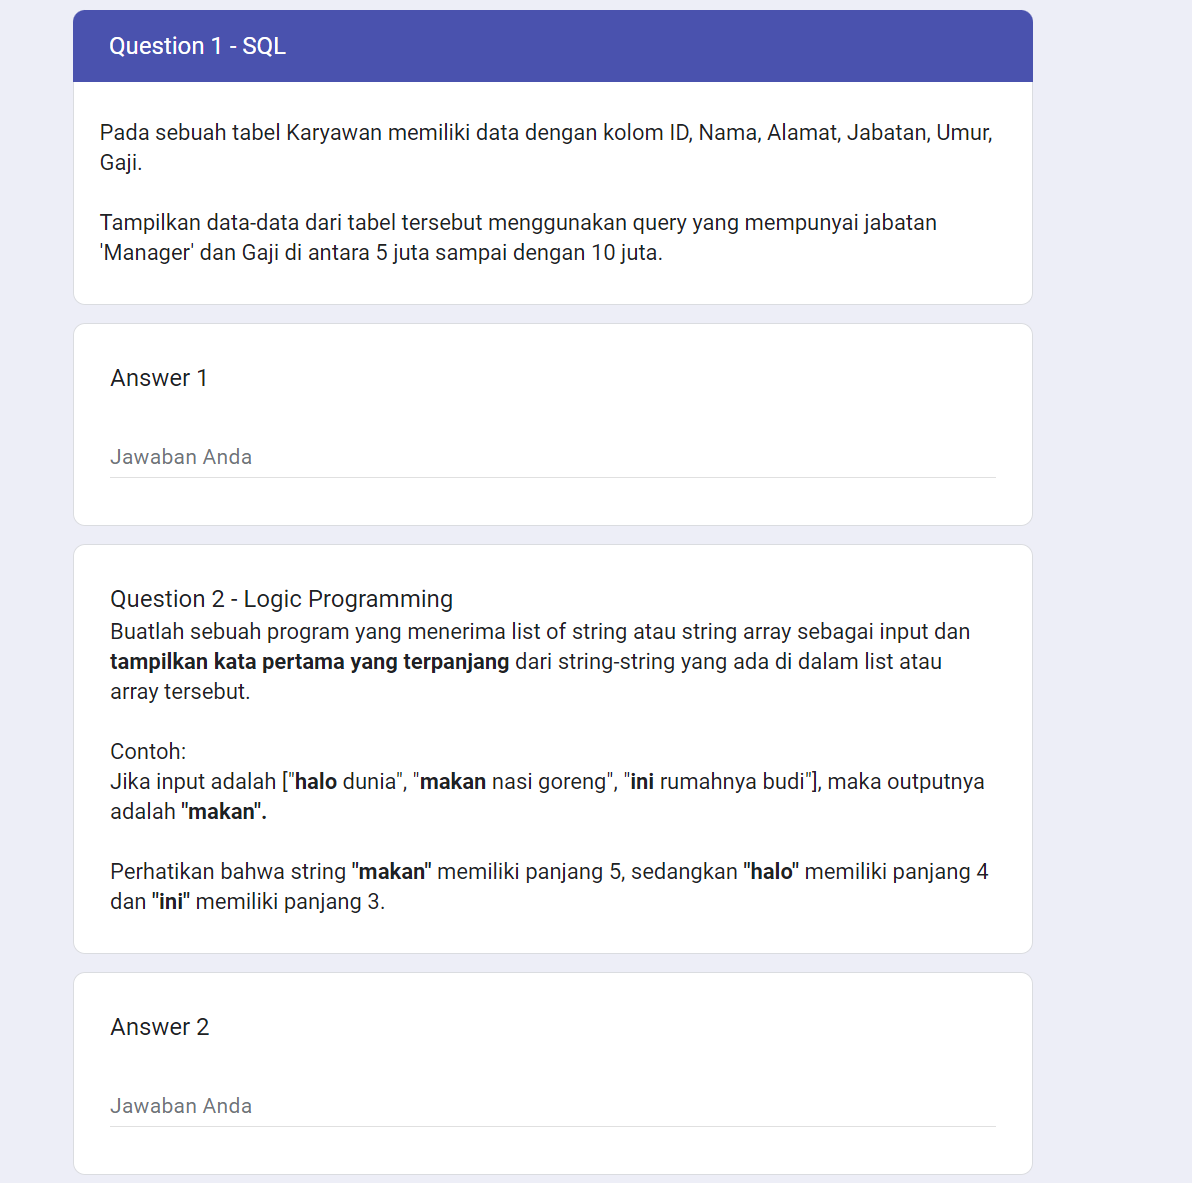 Question 1 - SQL
Pada sebuah tabel Karyawan memiliki data dengan kolom ID, Nama, Alamat, Jabatan, Umur,
Gaji.
Tampilkan data-data dari tabel tersebut menggunakan query yang mempunyai jabatan
'Manager' dan Gaji di antara 5 juta sampai dengan 10 juta.
Answer 1
Jawaban Anda
Question 2 - Logic Programming
Buatlah sebuah program yang menerima list of string atau string array sebagai input dan
tampilkan kata pertama yang terpanjang dari string-string yang ada di dalam list atau
array tersebut.
Contoh:
Jika input adalah ["halo dunia", "makan nasi goreng", "ini rumahnya budi"], maka outputnya
adalah "makan".
Perhatikan bahwa string "makan" memiliki panjang 5, sedangkan "halo" memiliki panjang 4
dan "ini" memiliki panjang 3.
Answer 2
Jawaban Anda